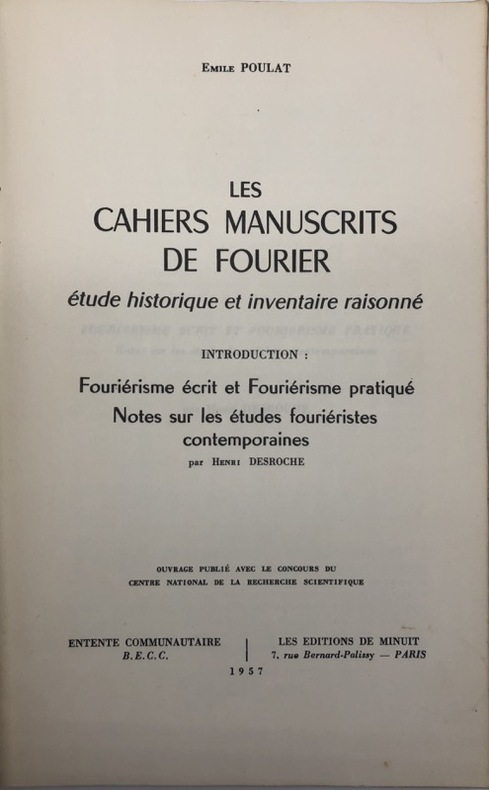 Emile POULAT
LES
CAHIERS MANUSCRITS
DE FOURIER
étude historique et inventaire raisonné
INTRODUCTION :
Fouriérisme écrit et Fouriérisme pratiqué
Notes sur les études fouriéristes
contemporaines
par Henri DESROCHE
OUVRAGE PUBLIÉ AVEC LE CONCOURS DU
CENTRE NATIONAL DE LA RECHERCHE SCIENTIFIQUE
ENTENTE COMMUNAUTAIRE
B.E.C.C.
LES EDITIONS DE MINUIT
7, rue Bernard-Palissy — PARIS
1957